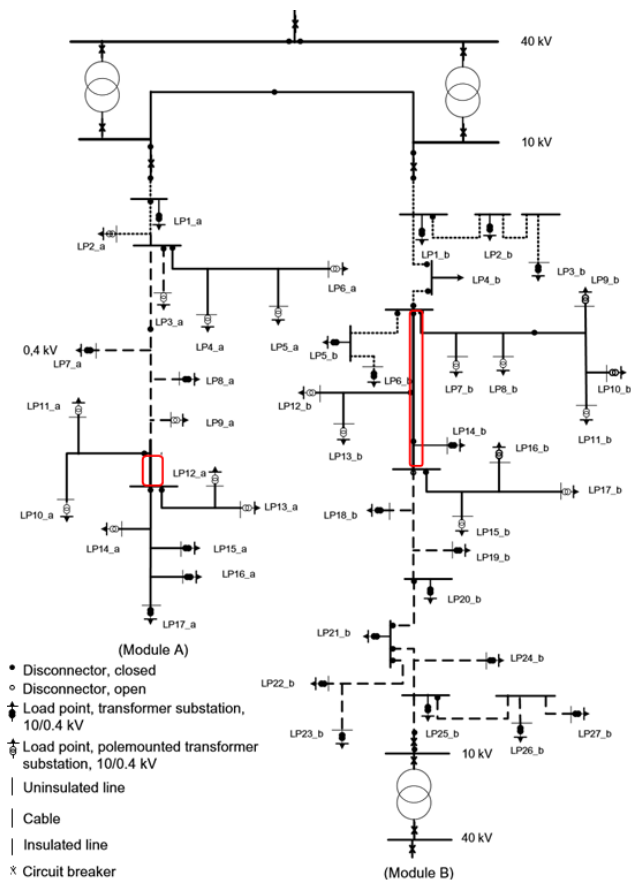 40 kV
10 kV
LP1_a
LP2_a
LP1_b
LP2_b
LP3_b
LP9_b
LP4_b
LP6_a
LP3_a
LP4_a
LP5_a
0,4 kV
LP7_a
LP5_b
LP8_a
LP6_b
LP7_b
LP8_b
LP10_b
LP11_a
LP12_b
LP9_a
LP14_b
LP11_b
LP16_b
LP13_b
LP12_a
LP10_a
LP13_a
LP17_b
LP14_a
LP18_b
LP15_b
LP15_a
LP19_b
LP16_a
LP20_b
LP17_a
LP21_b
(Module A)
LP24_b
LP22_b
LP23_b
LP25_b
LP26_b
LP27_b
10 kV
40 kV
(Module B)
Disconnector, closed
Disconnector, open
Load point, transformer substation,
10/0.4 kV
Load point, polemounted transformer
substation, 10/0.4 kV
Uninsulated line
Cable
Insulated line
Circuit breaker